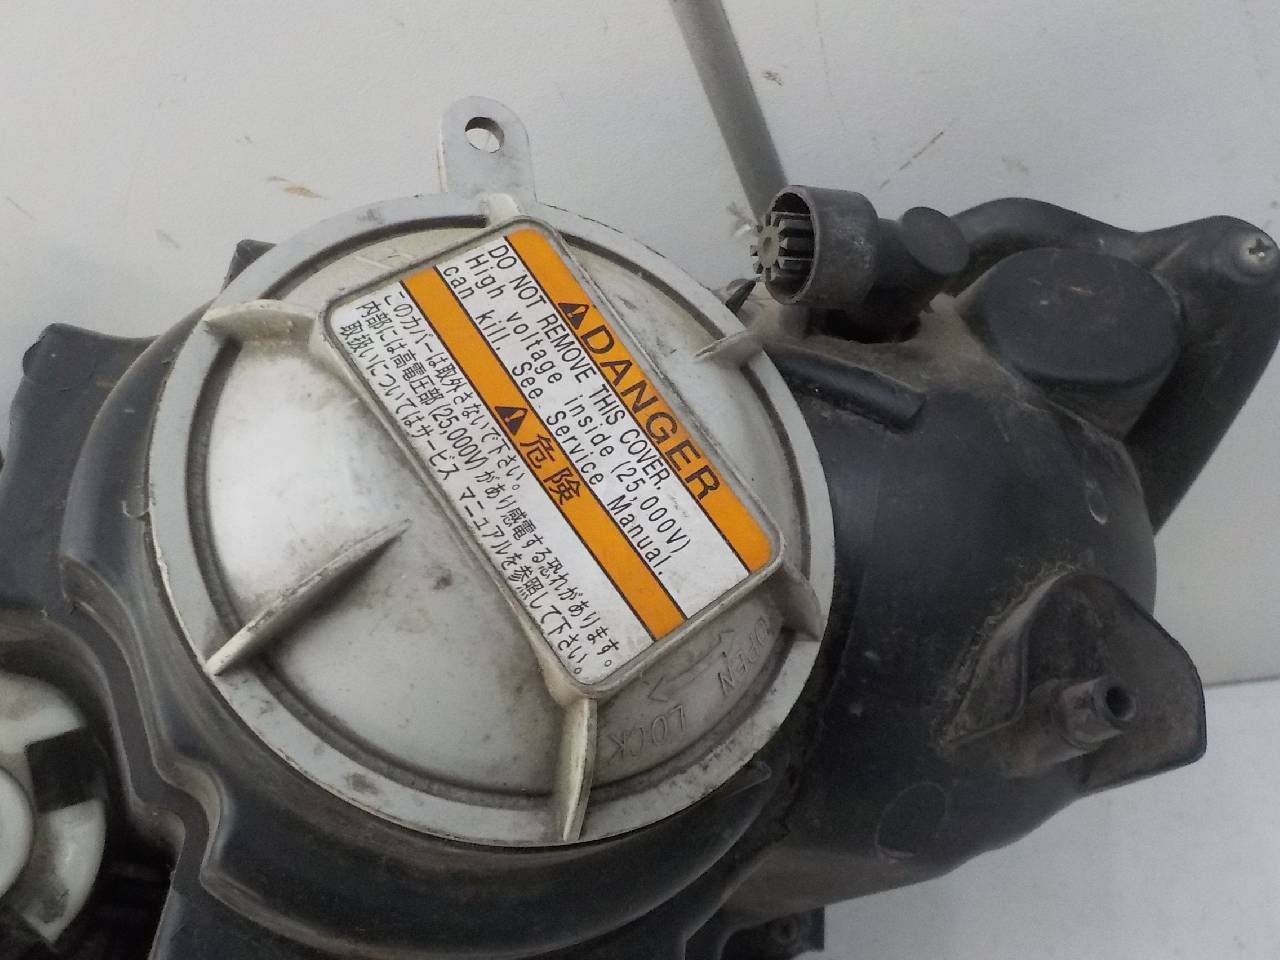 ⚠DANGER
DO NOT REMOVE THIS COVER.
High voltage inside (25,000V)
can kill. See Service Manual.
⚠危険
このカバーは取外さないで下さい。
内部には高電圧部(25,000V)があり感電する恐れがあります。
取扱いについてはサービス マニュアルを参照して下さい。
OPEN
LOCK